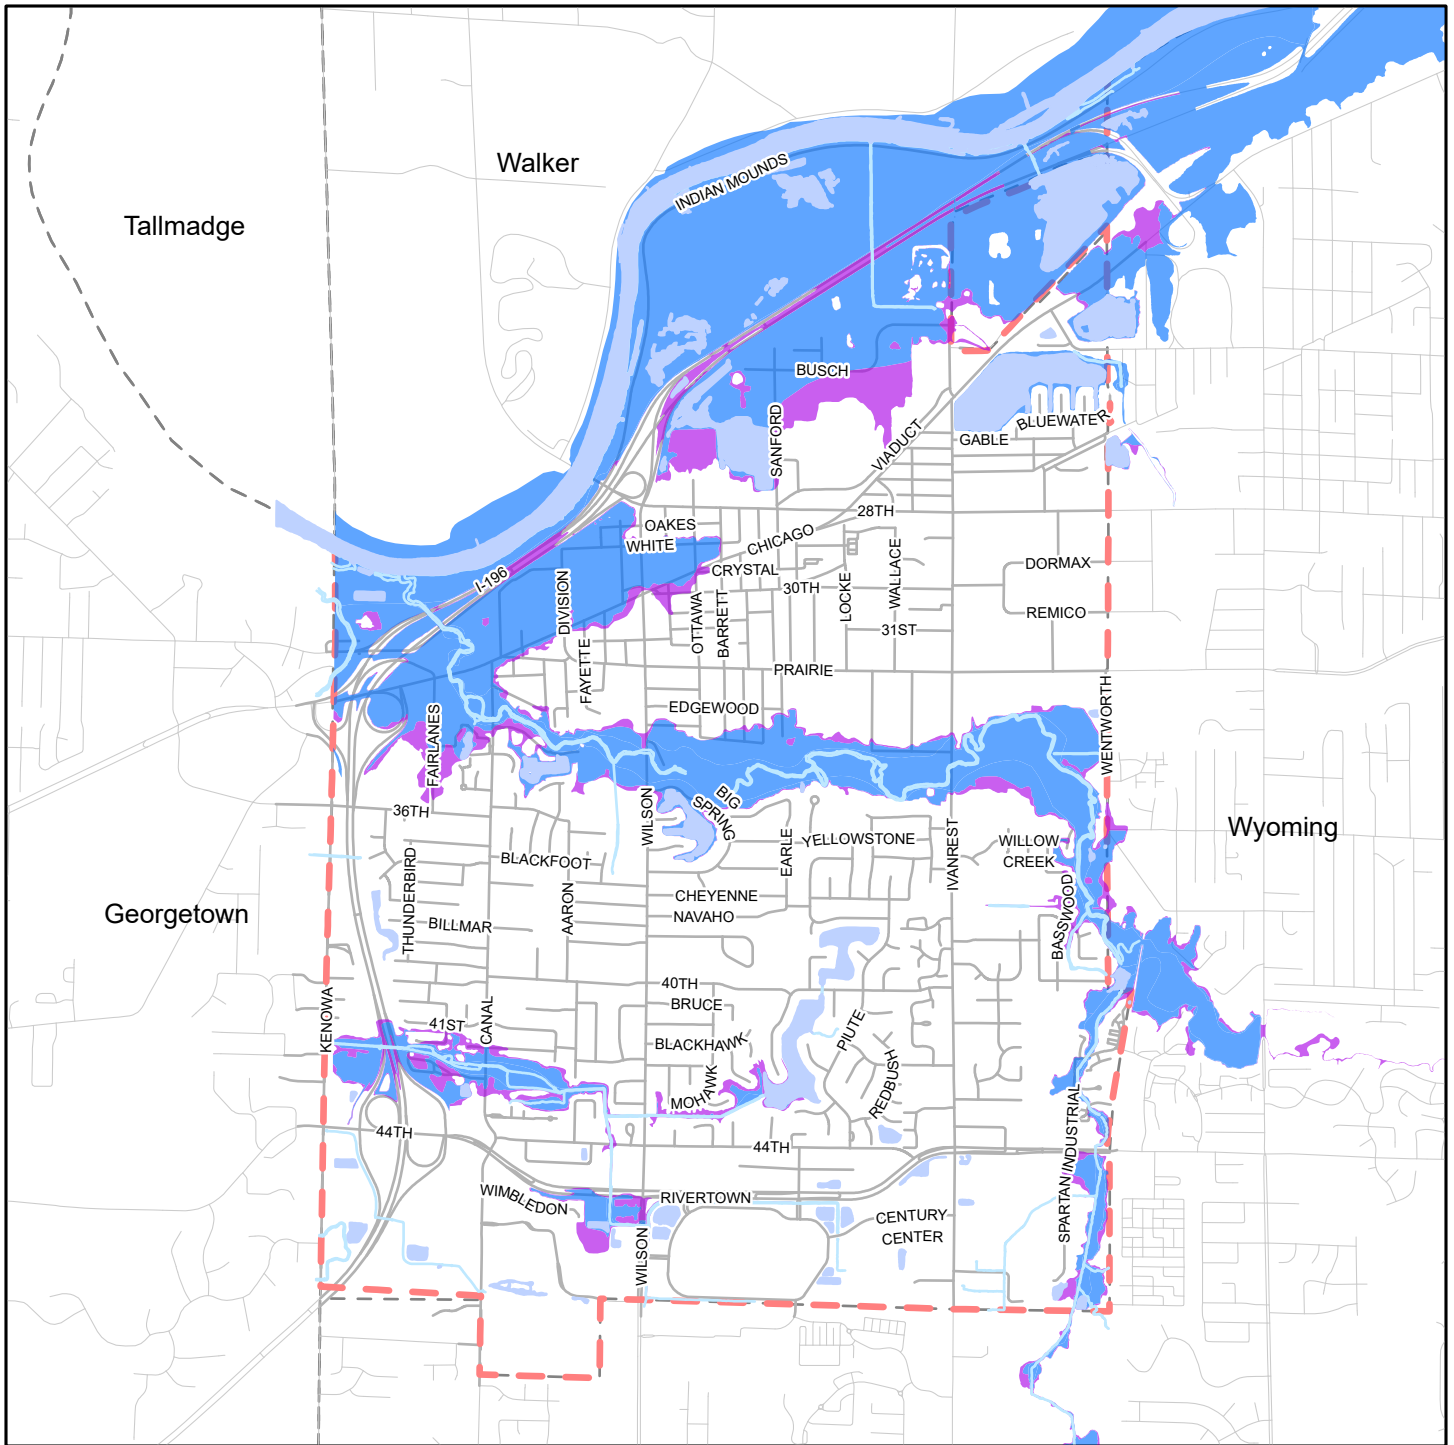 Walker
INDIAN MOUNDS
Tallmadge
BUSCH
SANFORD
VIADUCT
BLUEWATER
GABLE
28TH
OAKES
WHITE
CHICAGO
CRYSTAL
I-196
30TH
DORMAX
DIVISION
LOCKE
WALLACE
REMICO
OTTAWA
BARRETT
31ST
FAYETTE
PRAIRIE
EDGEWOOD
WENTWORTH
FAIRLANES
36TH
WILSON
BIG
SPRING
EARLE
YELLOWSTONE
IVANREST
WILLOW
CREEK
Wyoming
BLACKFOOT
THUNDERBIRD
AARON
CHEYENNE
NAVAHO
Georgetown
BILLMAR
BASSWOOD
40TH
BRUCE
KENOWA
41ST
CANAL
BLACKHAWK
PIUTE
MOHAWK
REDBUSH
44TH
44TH
SPARTAN INDUSTRIAL
WIMBLEDON
RIVERTOWN
CENTURY
CENTER
WILSON